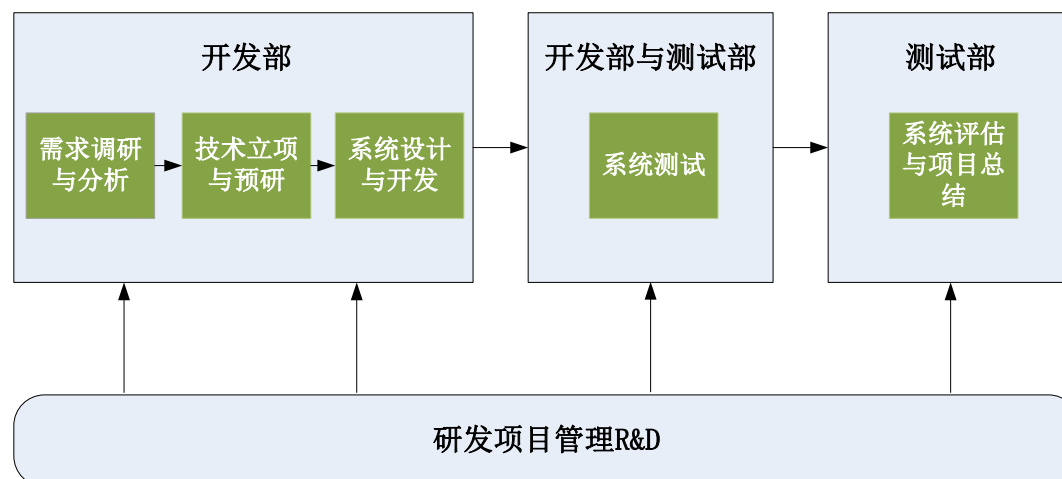 开发部
需求调研
与分析
技术立项
与预研
系统设计
与开发
开发部与测试部
系统测试
测试部
系统评估
与项目总
结
研发项目管理R&D